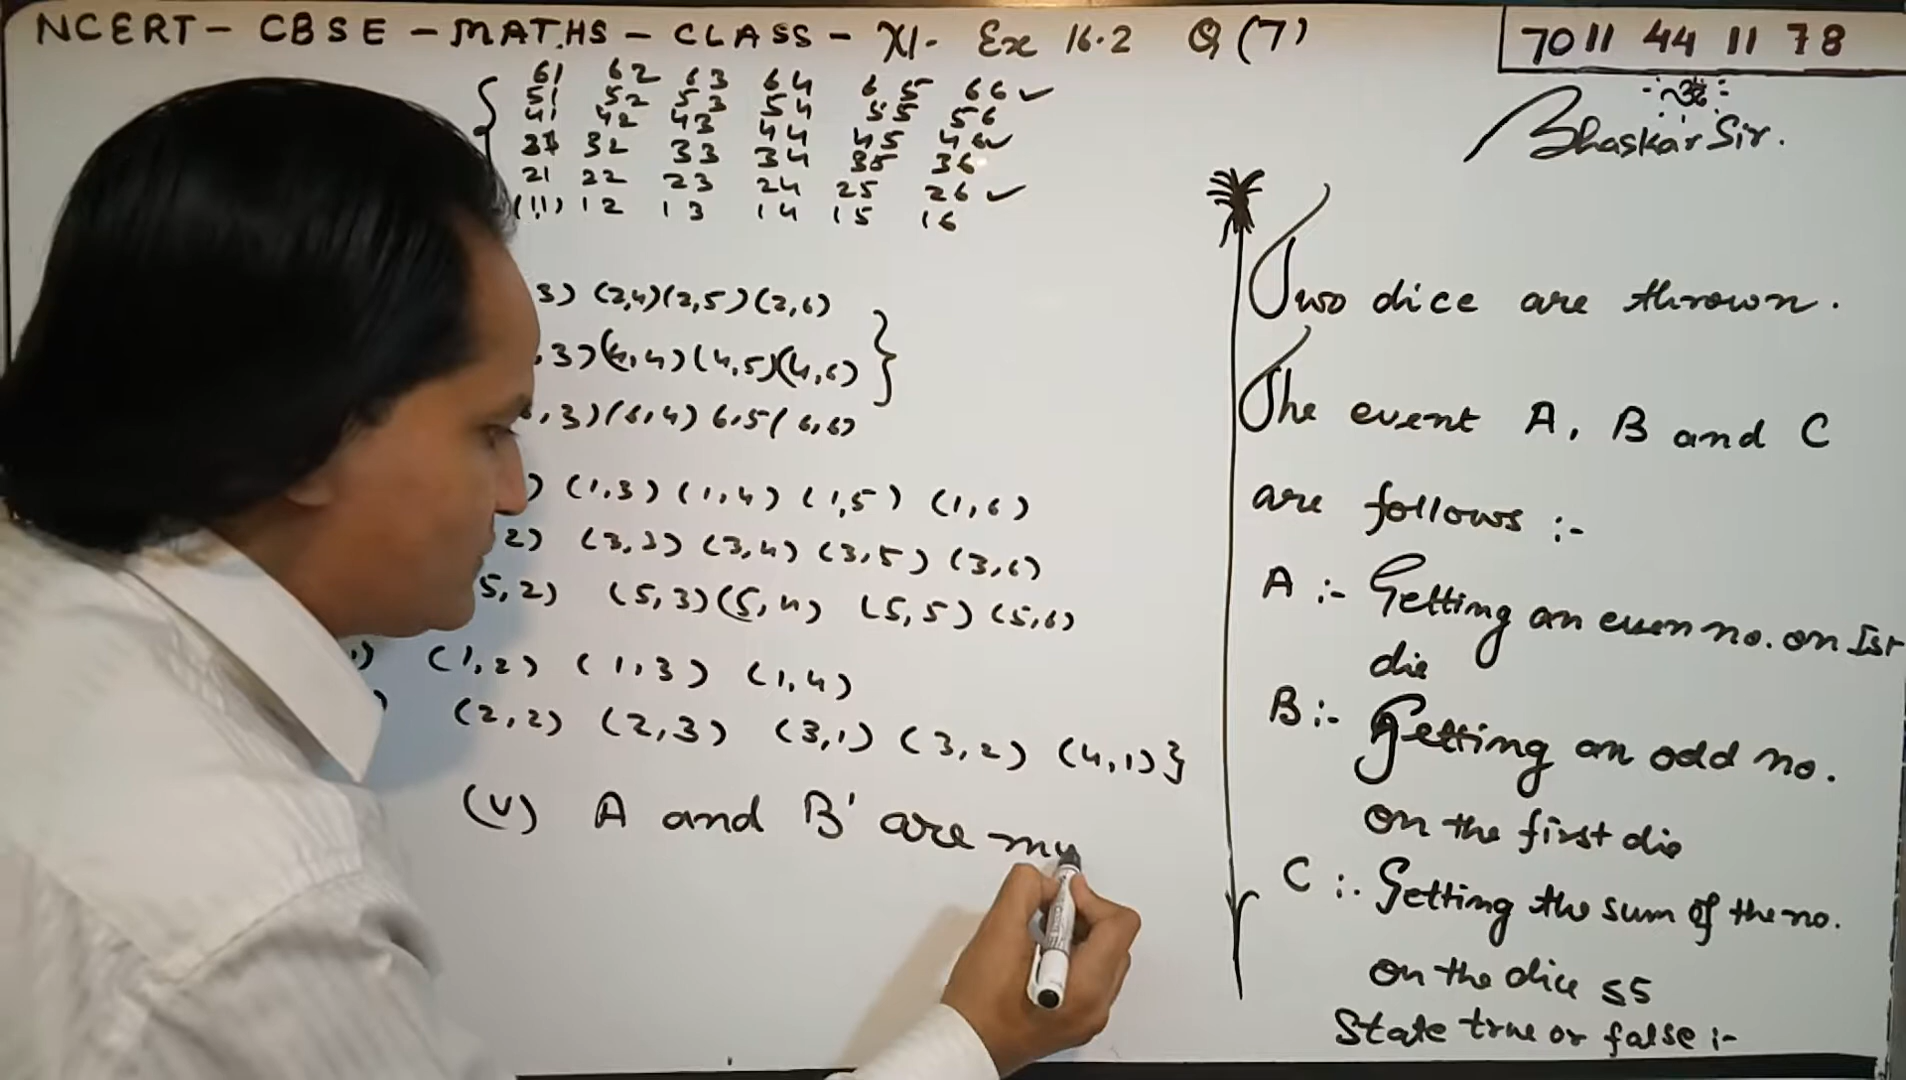 NCERT - CBSE - MATHS - CLASS - XI - Exe 16.2 Q (7)
7011 44 11 78
Bhaskar Sir.
{ 61 62 63 64 65 66 ✓
51 52 53 54 55 56
41 42 43 44 45 46 ✓
31 32 33 34 35 36
21 22 23 24 25 26 ✓
(1,1) 12 13 14 15 16
3) (2,4) (2,5) (2,6)
,3) (4,4) (4,5) (4,6) }
,3) (6,4) 6,5 (6,6)
) (1,3) (1,4) (1,5) (1,6)
2) (3,3) (3,4) (3,5) (3,6)
5,2) (5,3) (5,4) (5,5) (5,6)
) (1,2) (1,3) (1,4)
) (2,2) (2,3) (3,1) (3,2) (4,1)}
(v) A and B' are mu
Two dice are thrown.
The event A, B and C
are follows :-
A :- Getting an even no. on Ist
die
B :- Getting an odd no.
on the first die
C :- Getting the sum of the no.
on the dice ≤5
State true or false :-